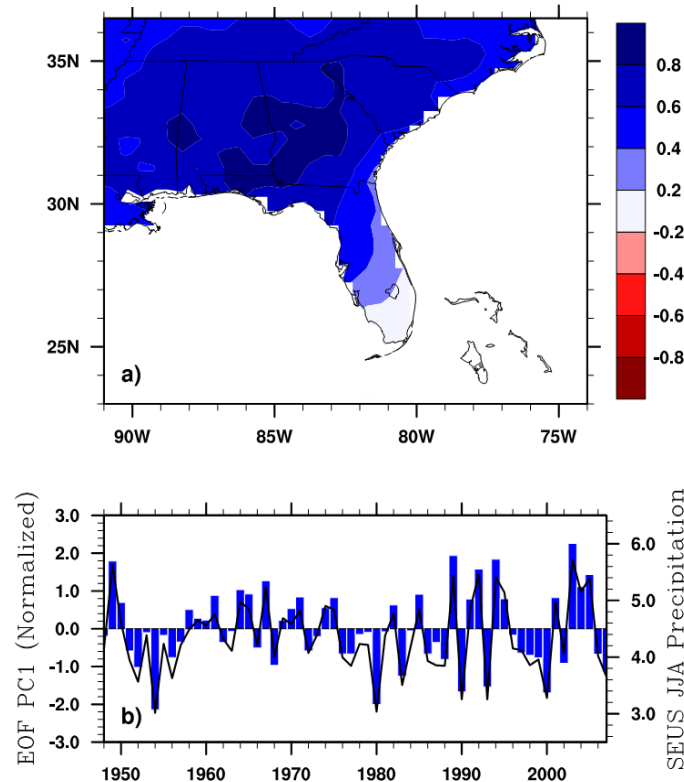 35N
30N
25N
a)
90W
85W
80W
75W
0.8
0.6
0.4
0.2
-0.2
-0.4
-0.6
-0.8
EOF PC1 (Normalized)
3.0
2.0
1.0
0.0
-1.0
-2.0
-3.0
b)
6.0
5.0
4.0
3.0
SEUS JJA Precipitation
1950
1960
1970
1980
1990
2000